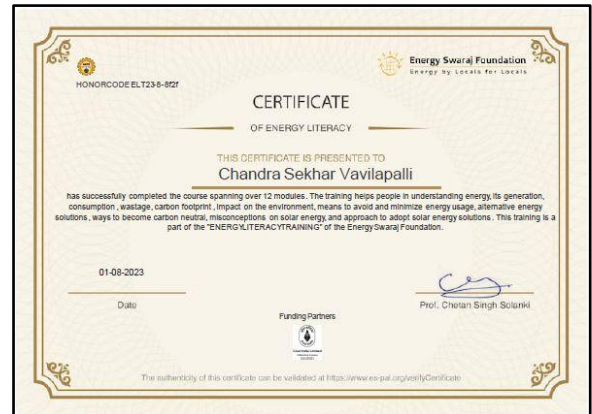 Energy Swaraj Foundation
Energy by Locals for Locals
HONORCODE ELT23-8-8f2f
CERTIFICATE
OF ENERGY LITERACY
THIS CERTIFICATE IS PRESENTED TO
Chandra Sekhar Vavilapalli
has successfully completed the course spanning over 12 modules. The training helps people in understanding energy, its generation,
consumption , wastage, carbon footprint , impact on the environment, means to avoid and minimize energy usage, alternative energy
solutions , ways to become carbon neutral, misconceptions on solar energy, and approach to adopt solar energy solutions . This training is a
part of the "ENERGYLITERACYTRAINING" of the Energy Swaraj Foundation.
01-08-2023
Date
Prof. Chetan Singh Solanki
Funding Partners
The authenticity of this certificate can be validated at https://www.es-pal.org/verifyCertificate